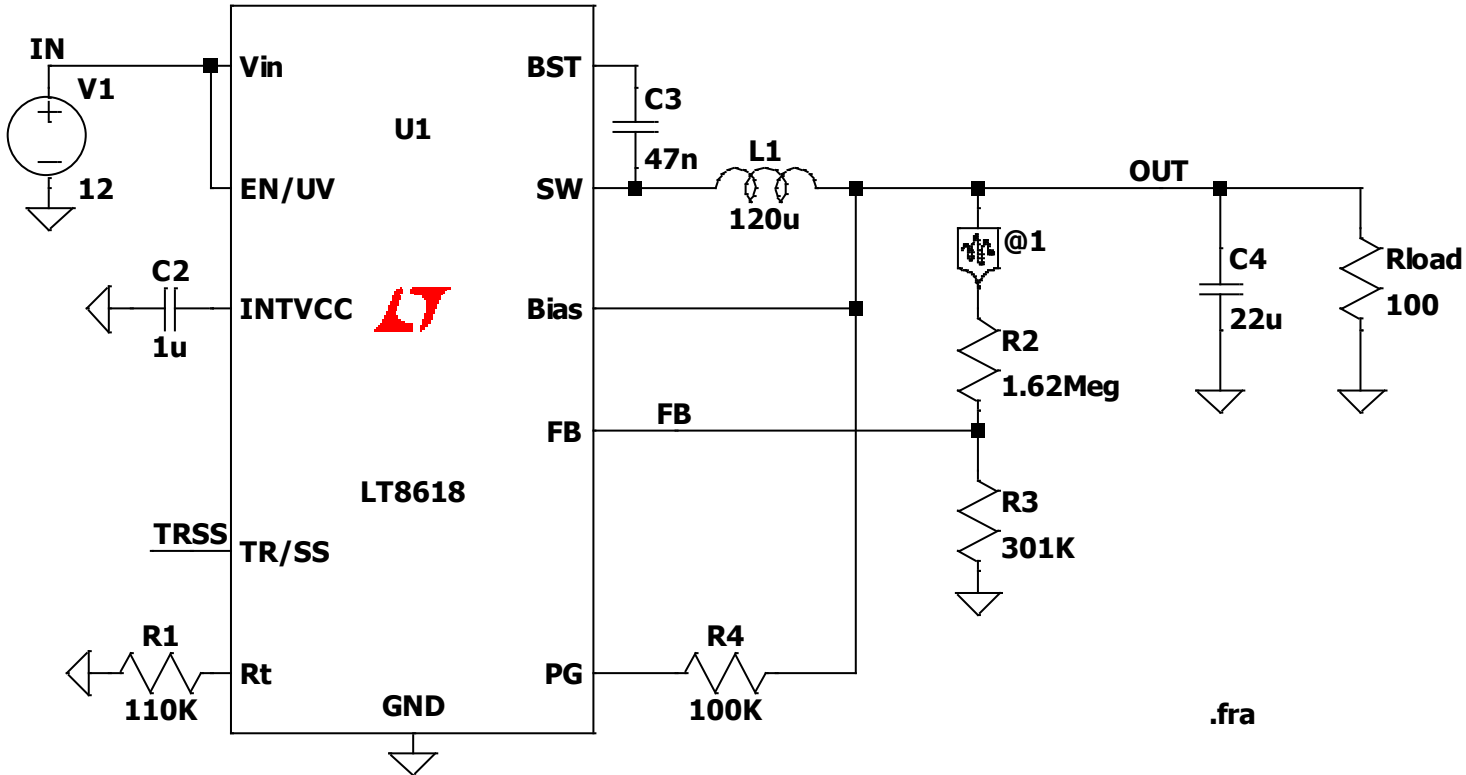 IN
V1
12
Vin
BST
U1
C3
47n
EN/UV
SW
L1
120u
OUT
@1
C2
1u
INTVCC
Bias
C4
22u
Rload
100
R2
1.62Meg
FB
FB
LT8618
R3
301K
TRSS
TR/SS
R1
110K
Rt
PG
R4
100K
GND
.fra